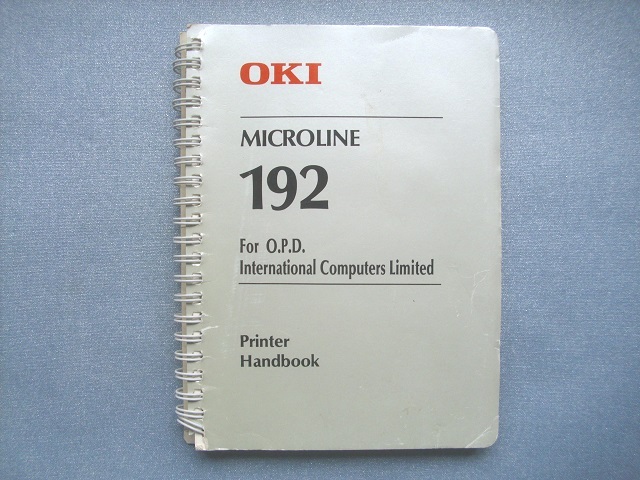 OKI
MICROLINE
192
For O.P.D.
International Computers Limited
Printer
Handbook